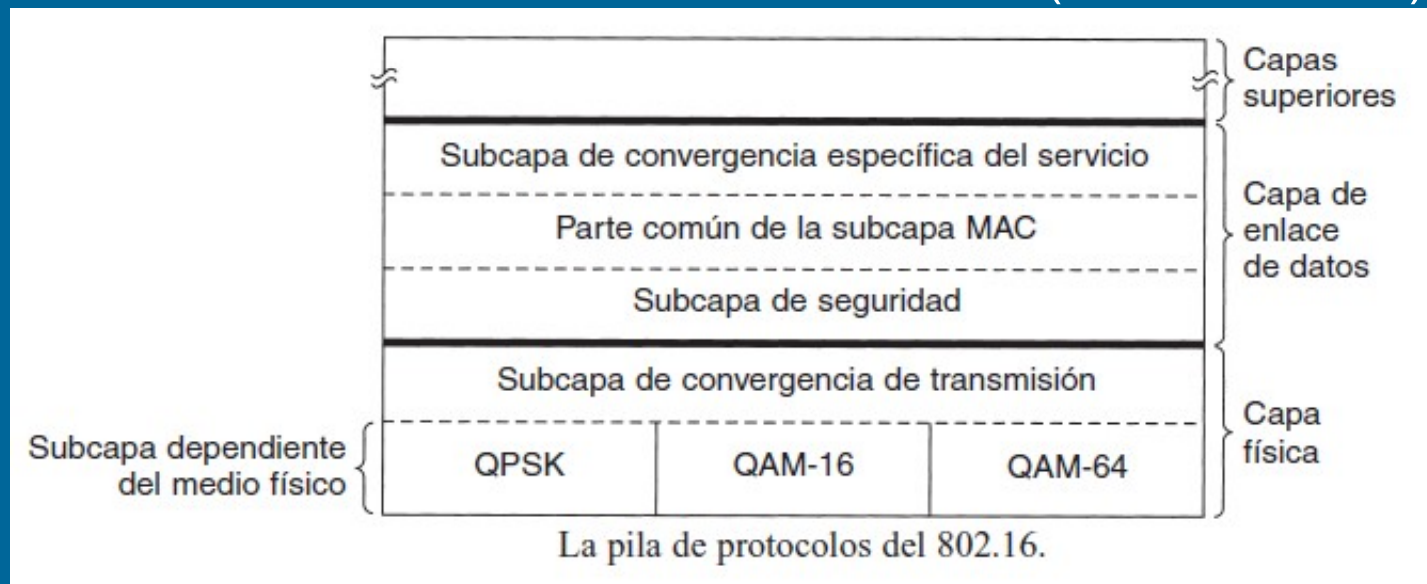 Capas
superiores
Subcapa de convergencia específica del servicio
Parte común de la subcapa MAC
Subcapa de seguridad
Capa de
enlace
de datos
Subcapa de convergencia de transmisión
Subcapa dependiente
del medio físico
QPSK
QAM-16
QAM-64
Capa
física
La pila de protocolos del 802.16.